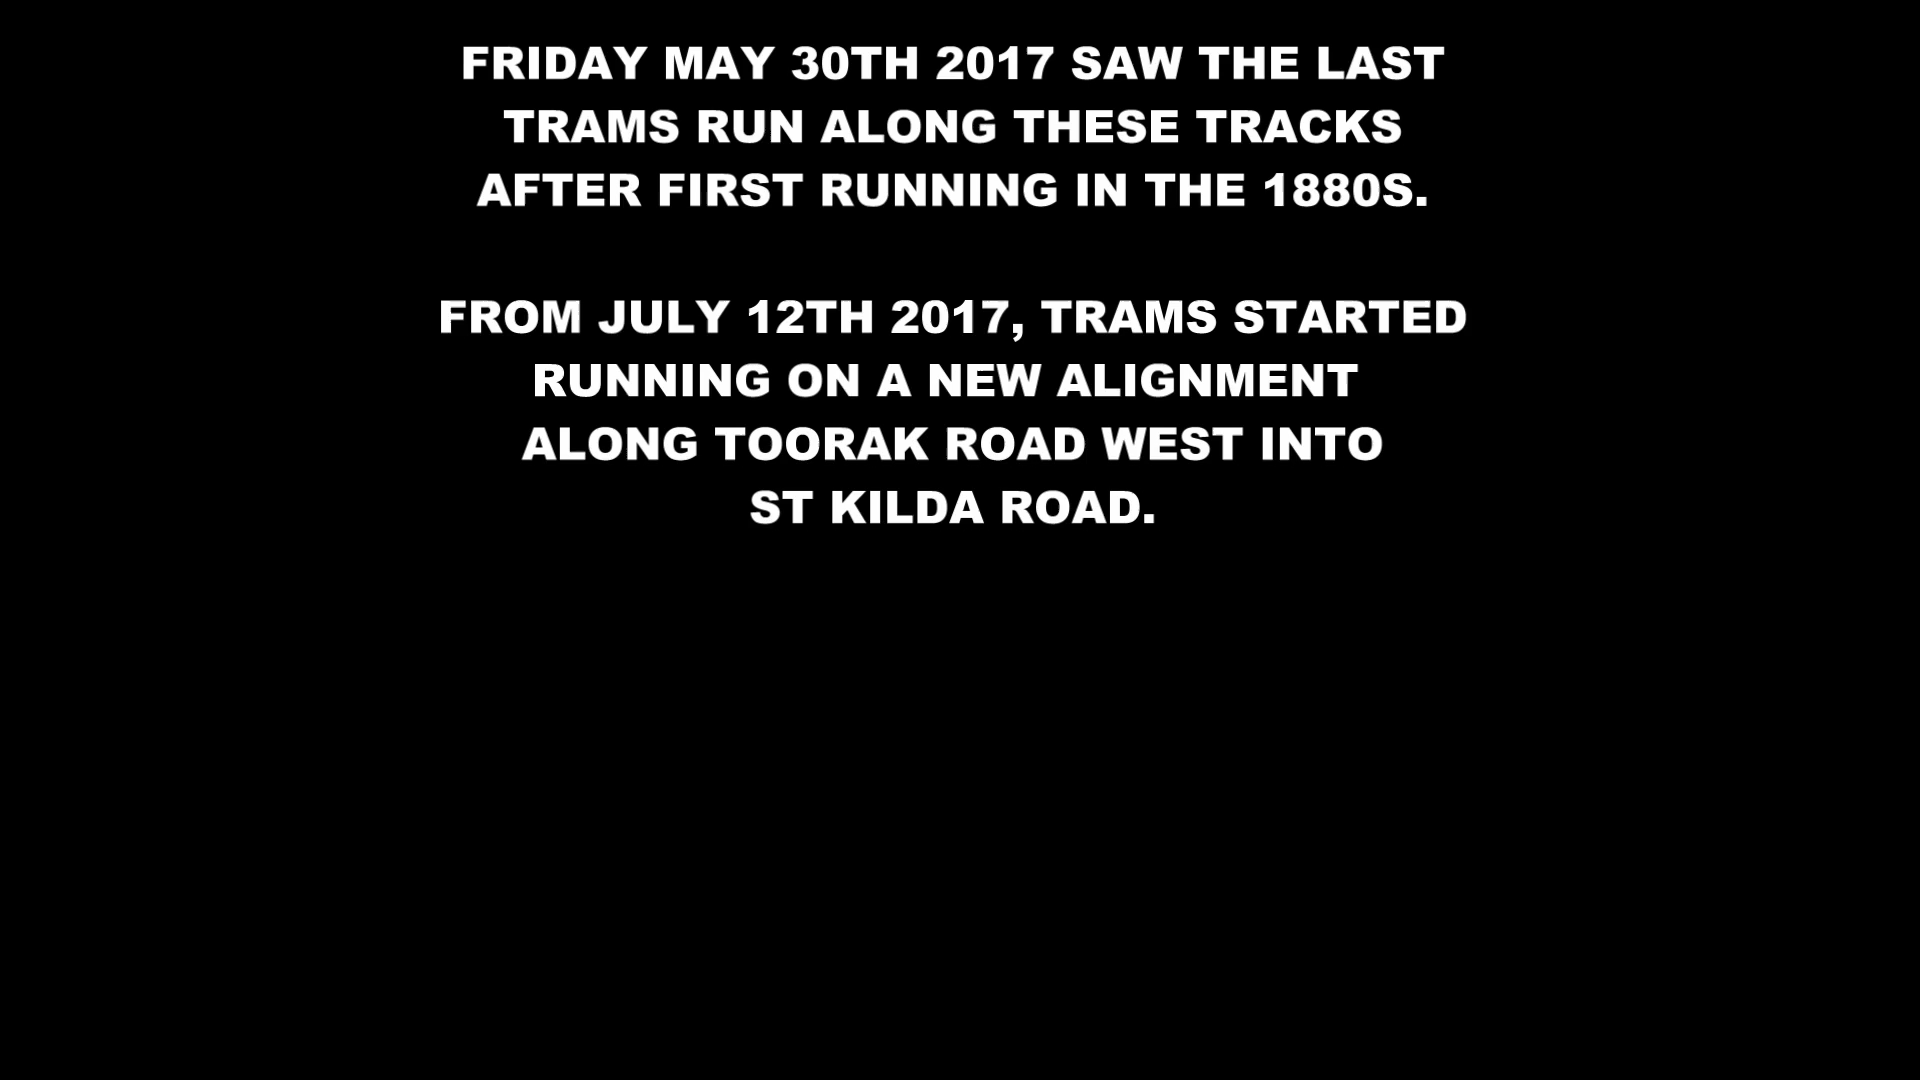 FRIDAY MAY 30TH 2017 SAW THE LAST
TRAMS RUN ALONG THESE TRACKS
AFTER FIRST RUNNING IN THE 1880S.
FROM JULY 12TH 2017, TRAMS STARTED
RUNNING ON A NEW ALIGNMENT
ALONG TOORAK ROAD WEST INTO
ST KILDA ROAD.